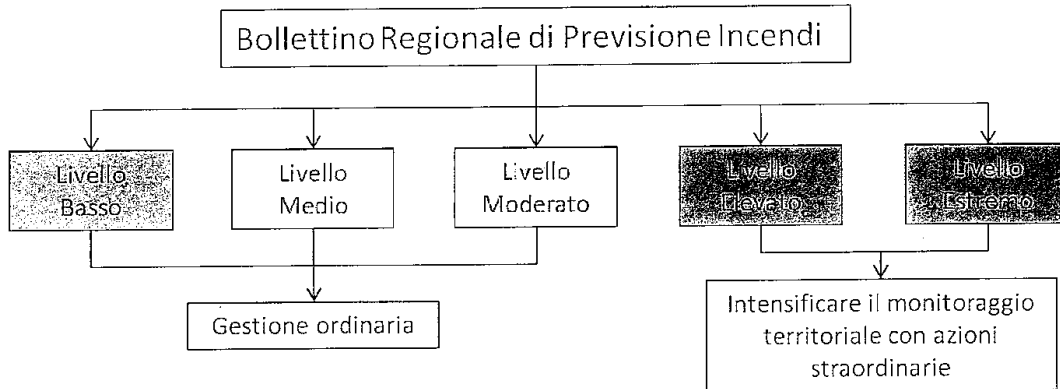 Bollettino Regionale di Previsione Incendi
Livello
Basso
Livello
Medio
Livello
Moderato
Livello
Elevato
Livello
Estremo
Gestione ordinaria
Intensificare il monitoraggio
territoriale con azioni
straordinarie